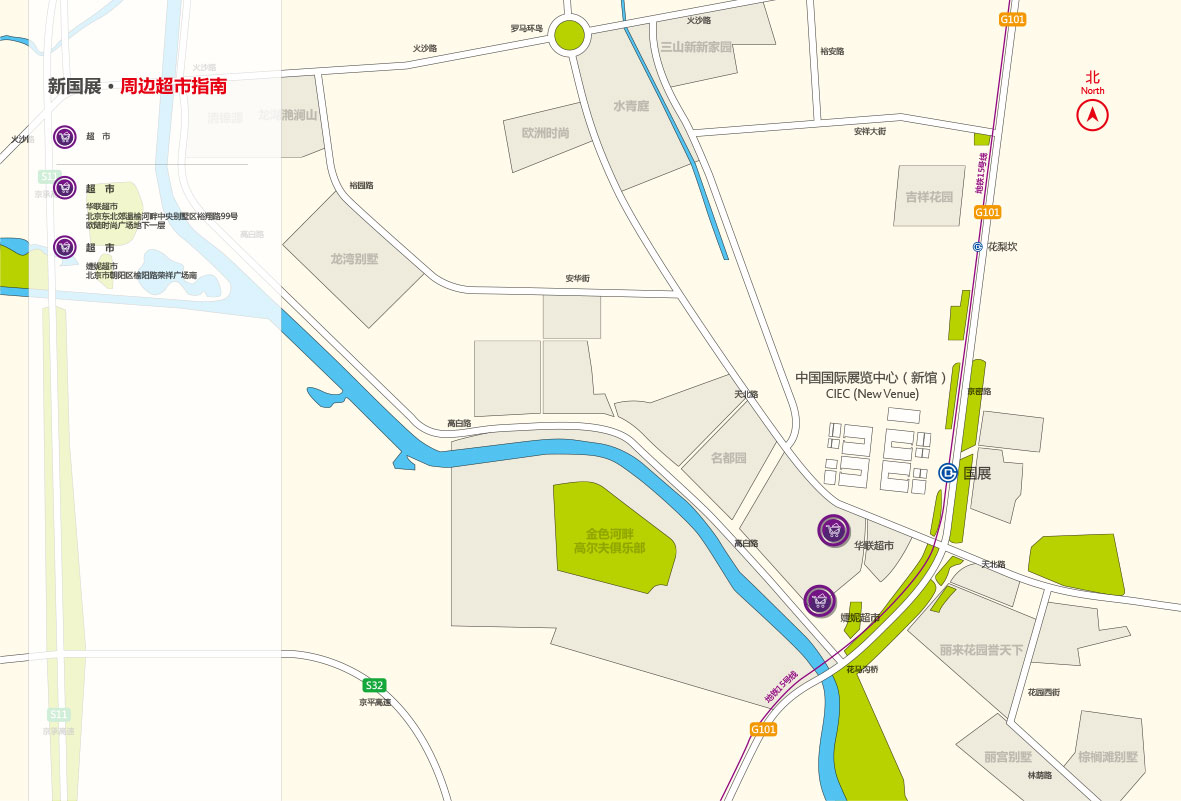 新国展·周边超市指南
超 市
超 市
华联超市
北京东北郊温榆河畔中央别墅区裕翔路99号
欧陆时尚广场地下一层
超 市
婕妮超市
北京市朝阳区榆阳路荣祥广场南
罗马环岛
火沙路
火沙路
火沙路
三山新新家园
裕安路
G101
北
North
龙湖滟澜山
水青庭
欧洲时尚
安祥大街
地铁15号线
裕园路
吉祥花园
G101
花梨坎
S11
高白路
龙湾别墅
安华街
中国国际展览中心（新馆）
CIEC (New Venue)
天北路
京密路
高白路
名都园
国展
金色河畔
高尔夫俱乐部
高白路
华联超市
天北路
婕妮超市
丽来花园誉天下
花马沟桥
地铁15号线
S32
京平高速
花园西街
S11
京承高速
G101
丽宫别墅
棕榈滩别墅
林荫路